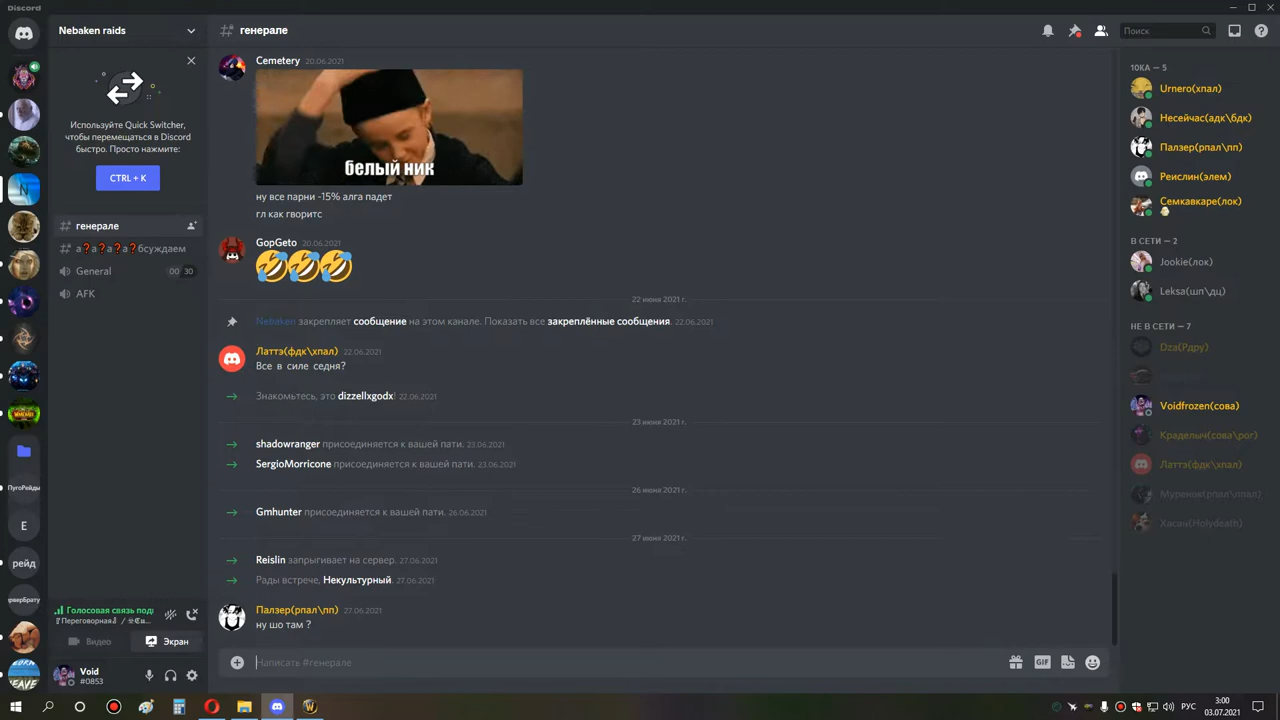 Discord
Nebaken raids
Используйте Quick Switcher,
чтобы перемещаться в Discord
быстро. Просто нажмите:
CTRL + K
генерале
а❓а❓а❓а❓бсуждаем
General
00 30
AFK
ПугоРейды
E
рейд
Голосовая связь под
Переговорная
Видео
Экран
Void
#0853
генерале
Поиск
Cemetery 20.06.2021
белый ник
ну все парни -15% алга падет
гл как гворитс
GopGeto 20.06.2021
22 июня 2021 г.
Nebaken закрепляет сообщение на этом канале. Показать все закреплённые сообщения. 22.06.2021
Латтэ(фдк\хпал) 22.06.2021
Все в силе седня?
Знакомьтесь, это dizzellxgodx! 22.06.2021
23 июня 2021 г.
shadowranger присоединяется к вашей пати. 23.06.2021
SergioMorricone присоединяется к вашей пати. 23.06.2021
26 июня 2021 г.
Gmhunter присоединяется к вашей пати. 26.06.2021
27 июня 2021 г.
Reislin запрыгивает на сервер. 27.06.2021
Рады встрече, Некультурный. 27.06.2021
Палзер(рпал\пп) 27.06.2021
ну шо там ?
Написать #генерале
GIF
10KA — 5
Urnero(хпал)
Несейчас(адк\бдк)
Палзер(рпал\пп)
Реислин(элем)
Семкавкаре(лок)
В СЕТИ — 2
Jookie(лок)
Leksa(шп\дц)
НЕ В СЕТИ — 7
Dza(Рдру)
Voidfrozen(сова)
Краделыч(сова\рог)
Латтэ(фдк\хпал)
Хасан(Holydeath)
РУС
3:00
03.07.2021